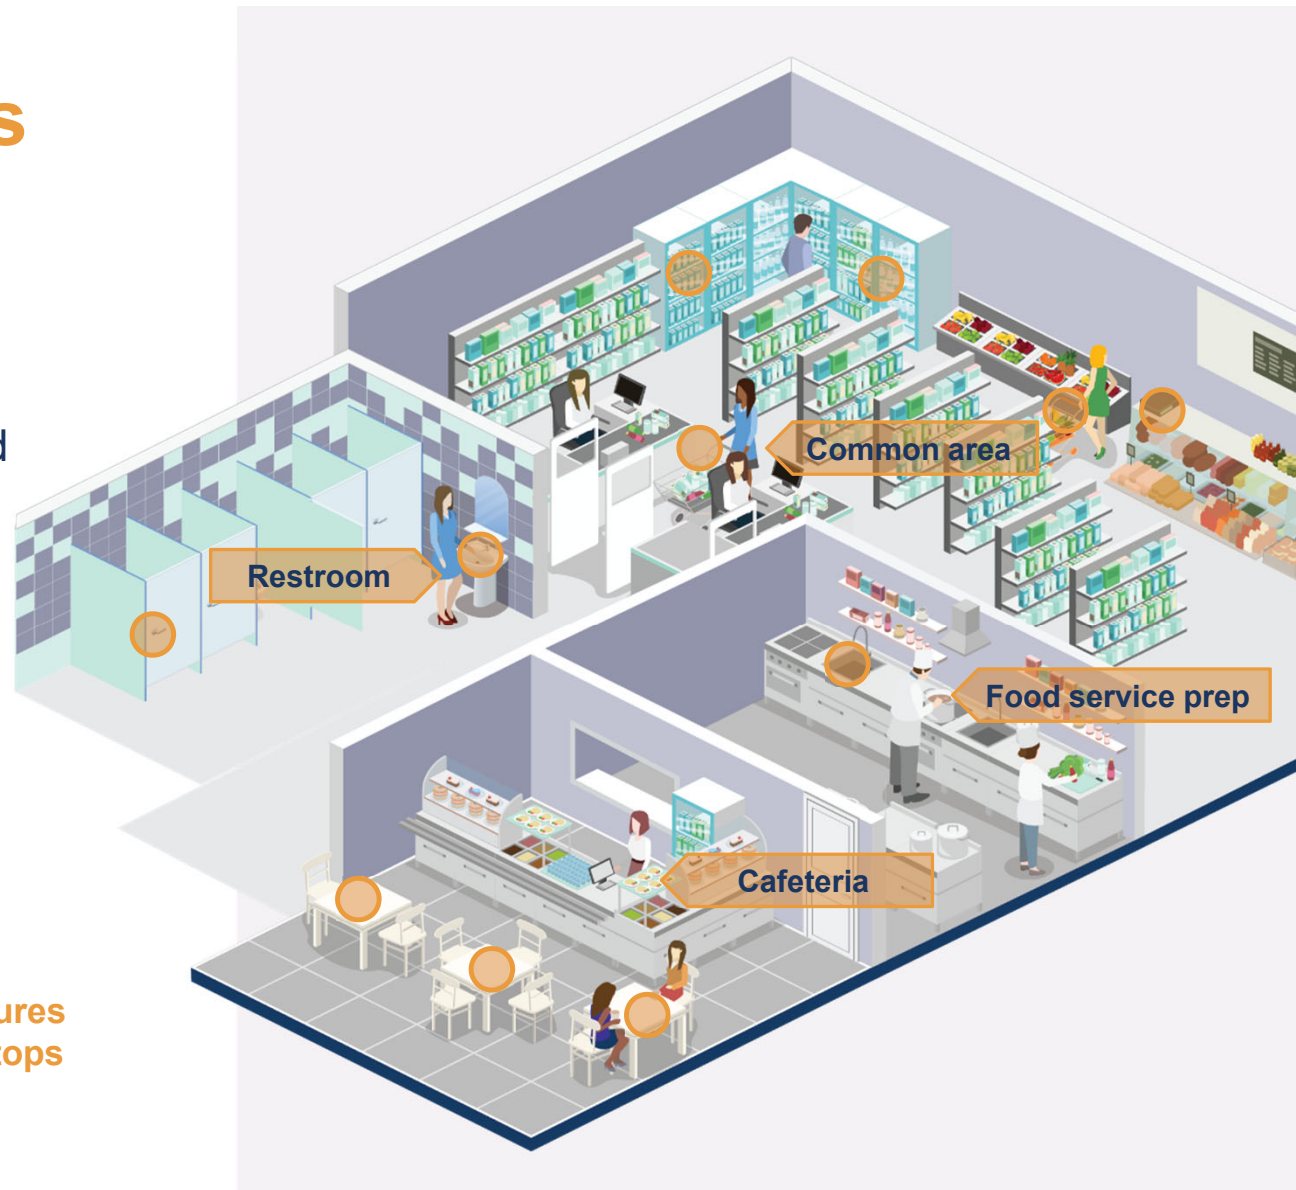 s
d
Common area
Restroom
Food service prep
Cafeteria
ures
tops